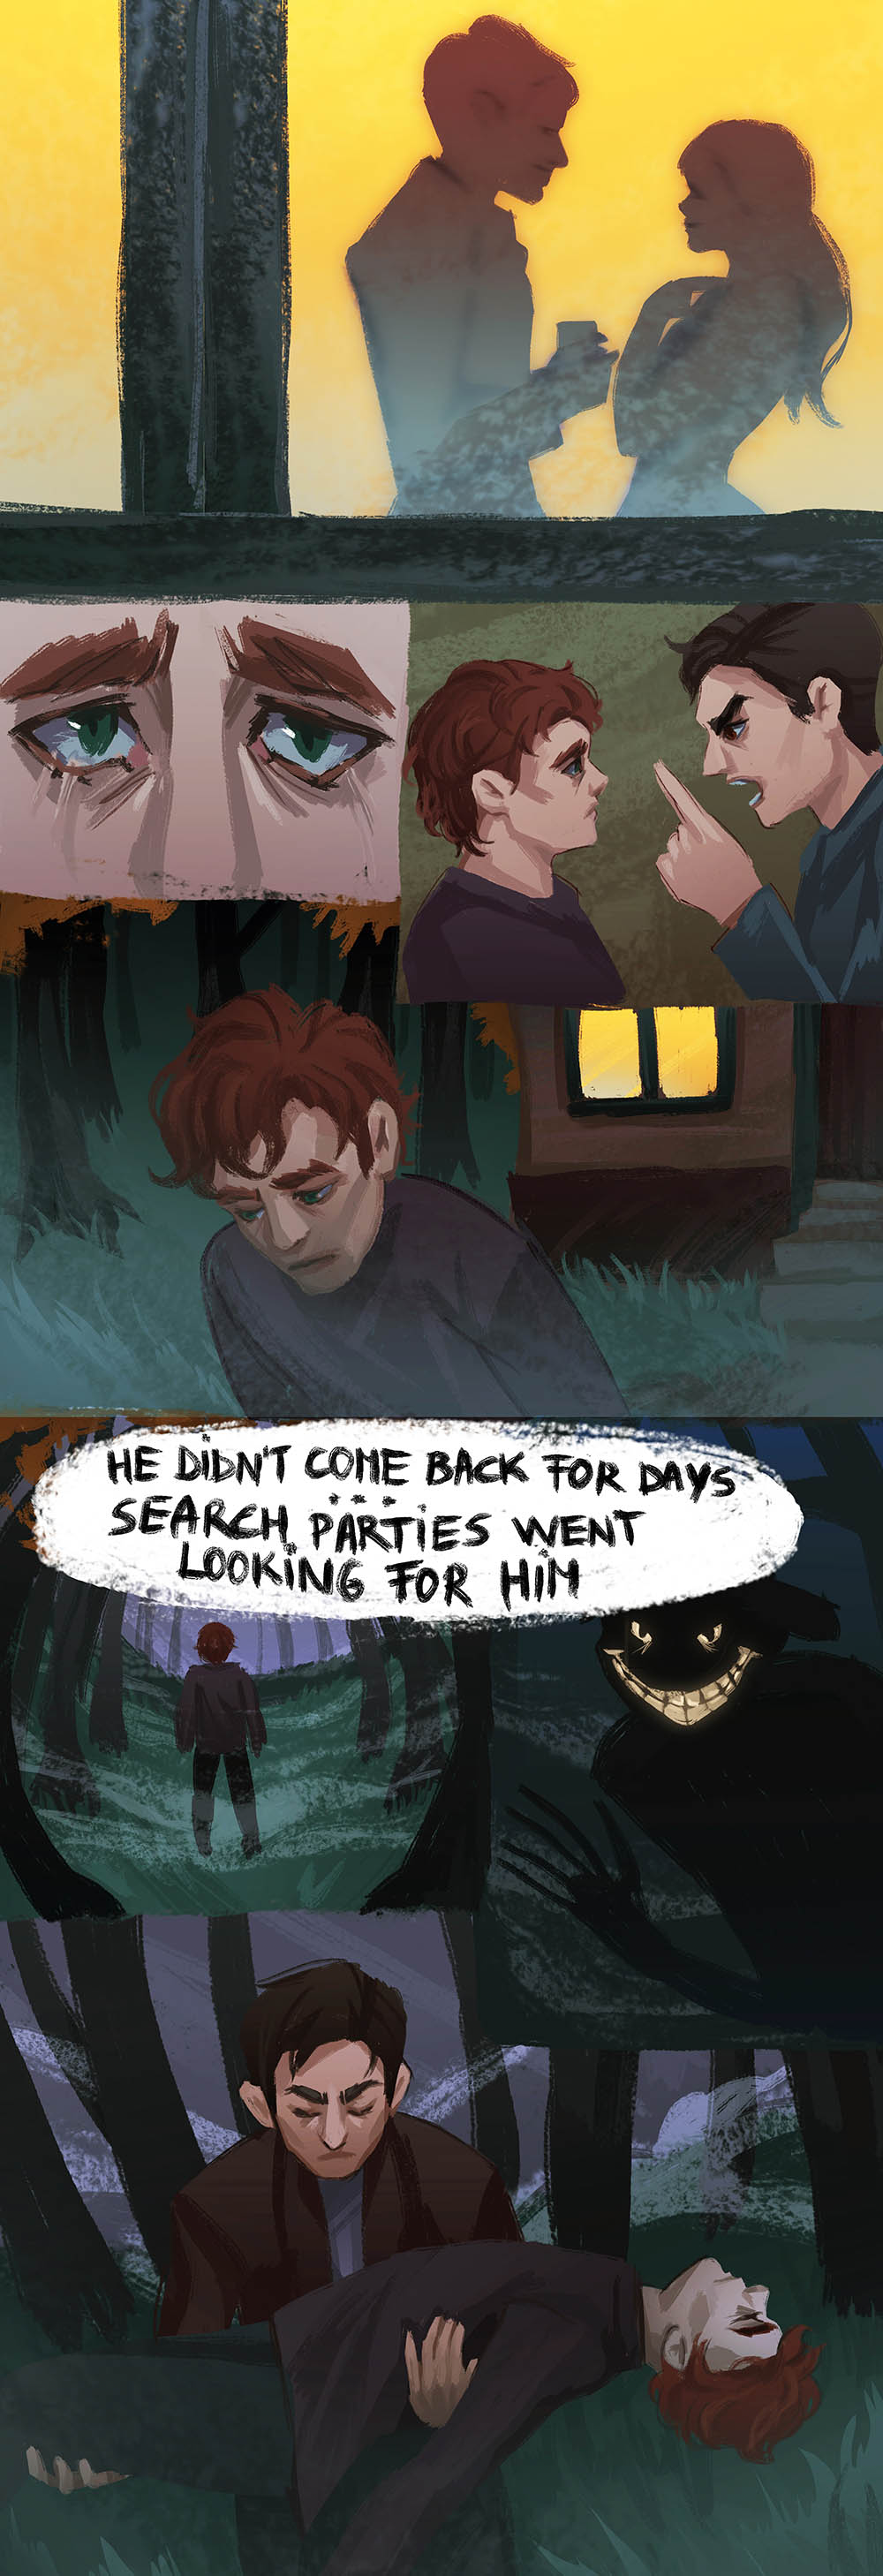 HE DIDN'T COME BACK FOR DAYS
...
SEARCH PARTIES WENT
LOOKING FOR HIM